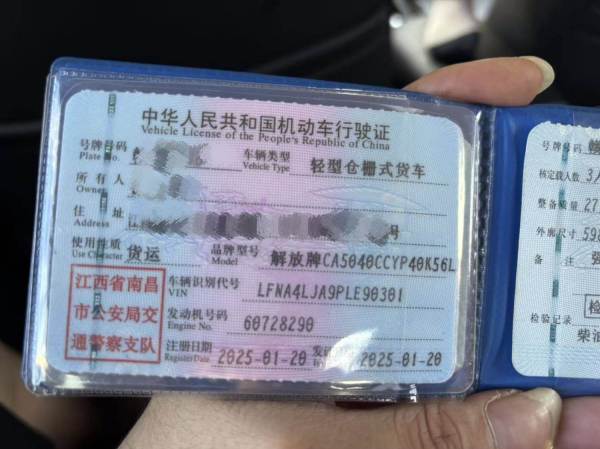 中华人民共和国机动车行驶证
Vehicle License of the People's Republic of China
号牌号码
Plate No.
车辆类型
Vehicle Type
轻型仓栅式货车
所有人
Owner
住址
Address
号
使用性质
Use Character
货运
品牌型号
Model
解放牌CA5040CCYP40K56L
江西省南昌
市公安局交
通警察支队
车辆识别代号
VIN
LFNA4LJA9PLE90301
发动机号码
Engine No.
60728290
注册日期
Register Date
2025-01-20
2025-01-20
号牌号码
核定载人数 3人
整备质量 27
外廓尺寸 598
备注
检验记录
柴油